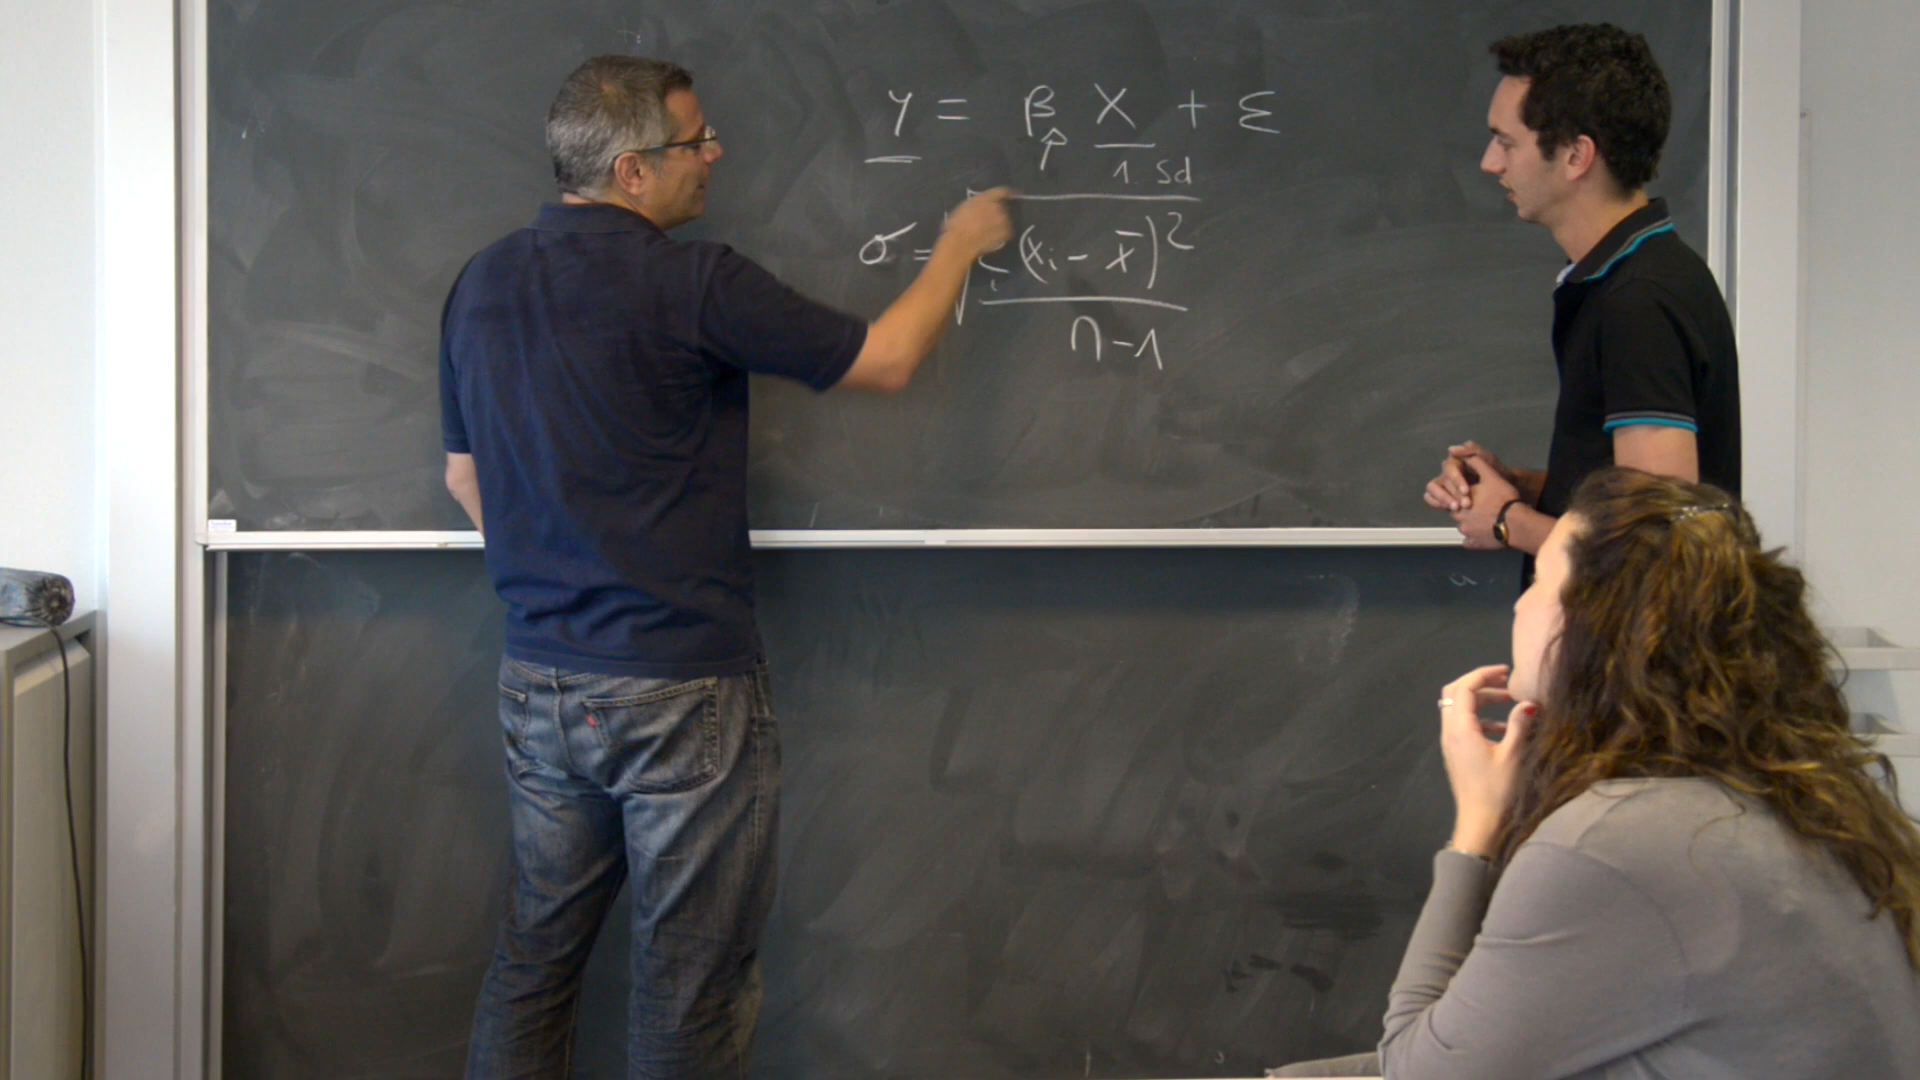 y = β X + ε
1. sd
σ = √ Σ i (xi - x̄)²
n-1